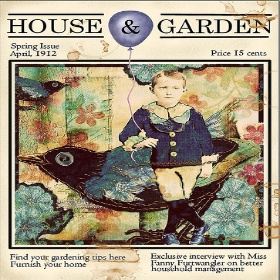 HOUSE & GARDEN
Spring Issue
April, 1912
Price 15 cents
Find your gardening tips here
Furnish your home
Exclusive interview with Miss
Fanny Furtwangler on better
household management